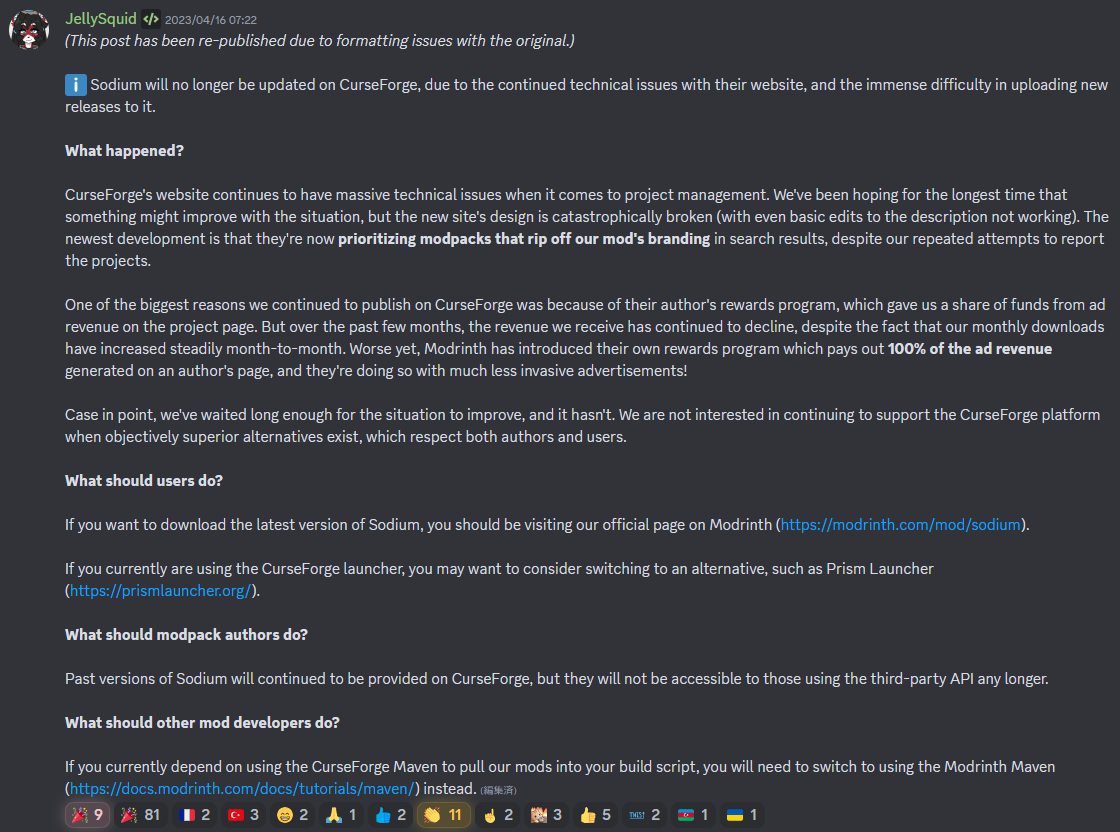 JellySquid </> 2023/04/16 07:22
(This post has been re-published due to formatting issues with the original.)
i Sodium will no longer be updated on CurseForge, due to the continued technical issues with their website, and the immense difficulty in uploading new
releases to it.
What happened?
CurseForge's website continues to have massive technical issues when it comes to project management. We've been hoping for the longest time that
something might improve with the situation, but the new site's design is catastrophically broken (with even basic edits to the description not working). The
newest development is that they're now prioritizing modpacks that rip off our mod's branding in search results, despite our repeated attempts to report
the projects.
One of the biggest reasons we continued to publish on CurseForge was because of their author's rewards program, which gave us a share of funds from ad
revenue on the project page. But over the past few months, the revenue we receive has continued to decline, despite the fact that our monthly downloads
have increased steadily month-to-month. Worse yet, Modrinth has introduced their own rewards program which pays out 100% of the ad revenue
generated on an author's page, and they're doing so with much less invasive advertisements!
Case in point, we've waited long enough for the situation to improve, and it hasn't. We are not interested in continuing to support the CurseForge platform
when objectively superior alternatives exist, which respect both authors and users.
What should users do?
If you want to download the latest version of Sodium, you should be visiting our official page on Modrinth (https://modrinth.com/mod/sodium).
If you currently are using the CurseForge launcher, you may want to consider switching to an alternative, such as Prism Launcher
(https://prismlauncher.org/).
What should modpack authors do?
Past versions of Sodium will continued to be provided on CurseForge, but they will not be accessible to those using the third-party API any longer.
What should other mod developers do?
If you currently depend on using the CurseForge Maven to pull our mods into your build script, you will need to switch to using the Modrinth Maven
(https://docs.modrinth.com/docs/tutorials/maven/) instead. (編集済)
9 81 2 3 2 1 2 11 2 3 5 THIS! 2 1 1